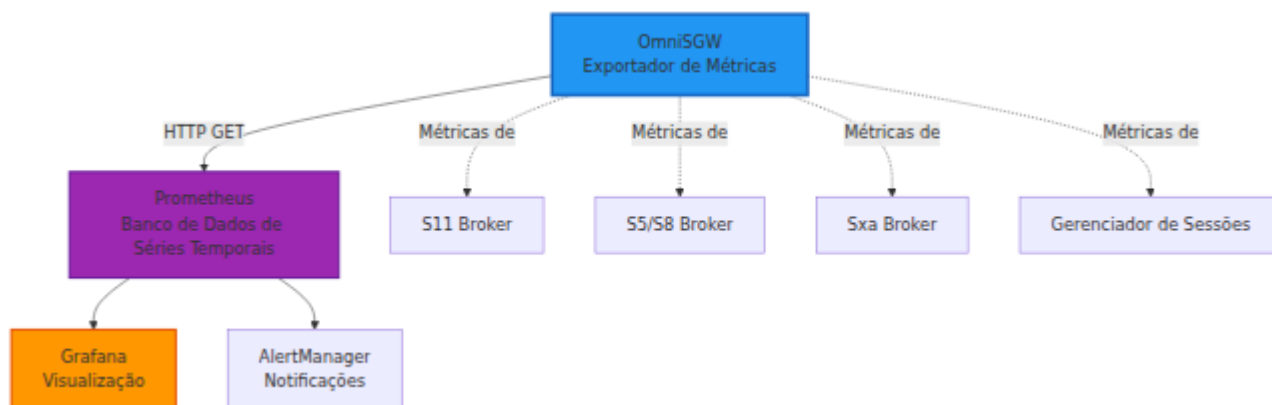 OmniSGW
Exportador de Métricas
HTTP GET
Métricas de
Métricas de
Métricas de
Métricas de
Prometheus
Banco de Dados de
Séries Temporais
S11 Broker
S5/S8 Broker
Sxa Broker
Gerenciador de Sessões
Grafana
Visualização
AlertManager
Notificações